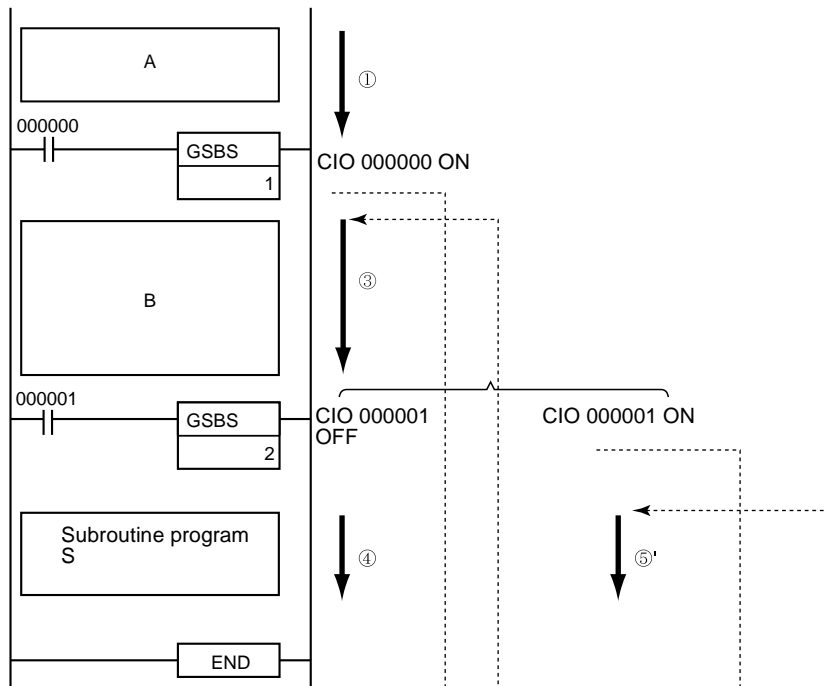 A
①
000000
GSBS
1
CIO 000000 ON
③
B
000001
GSBS
2
CIO 000001
OFF
CIO 000001 ON
Subroutine program
S
④
⑤'
END